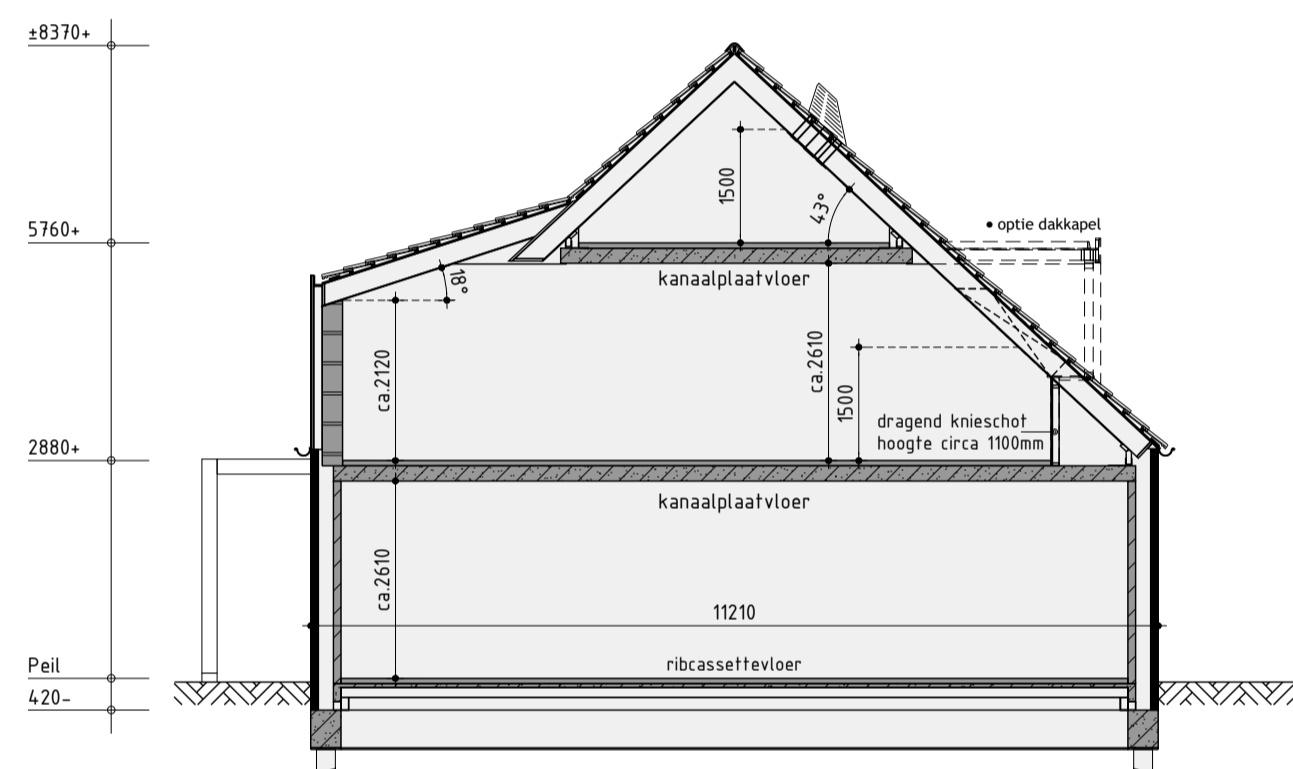 ±8370+
5760+
2880+
Peil
420-
1500
43°
• optie dakkapel
18°
kanaalplaatvloer
ca.2120
ca.2610
1500
dragend knieschot
hoogte circa 1100mm
kanaalplaatvloer
ca.2610
11210
ribcassettevloer